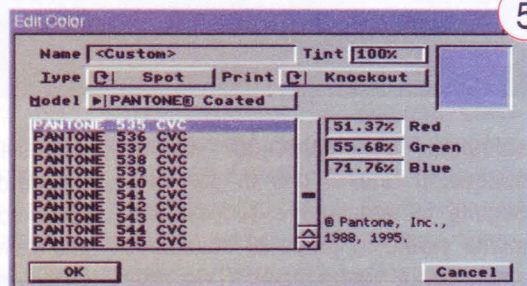 5
Edit Color
Name <Custom> Tint 100%
Type Spot Print Knockout
Model PANTONE® Coated
PANTONE 535 CVC
PANTONE 536 CVC
PANTONE 537 CVC
PANTONE 538 CVC
PANTONE 539 CVC
PANTONE 540 CVC
PANTONE 541 CVC
PANTONE 542 CVC
PANTONE 543 CVC
PANTONE 544 CVC
PANTONE 545 CVC
51.37% Red
55.68% Green
71.76% Blue
© Pantone, Inc.,
1988, 1995.
OK Cancel